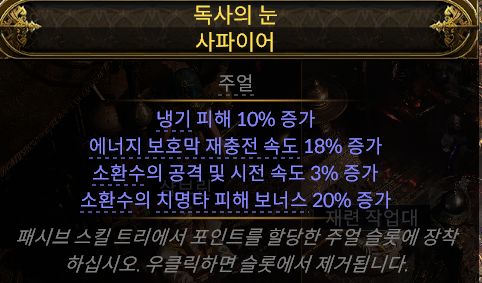 독사의 눈
사파이어
주얼
냉기 피해 10% 증가
에너지 보호막 재충전 속도 18% 증가
소환수의 공격 및 시전 속도 3% 증가
소환수의 치명타 피해 보너스 20% 증가
재련 작업대
패시브 스킬 트리에서 포인트를 할당한 주얼 슬롯에 장착
하십시오. 우클릭하면 슬롯에서 제거됩니다.